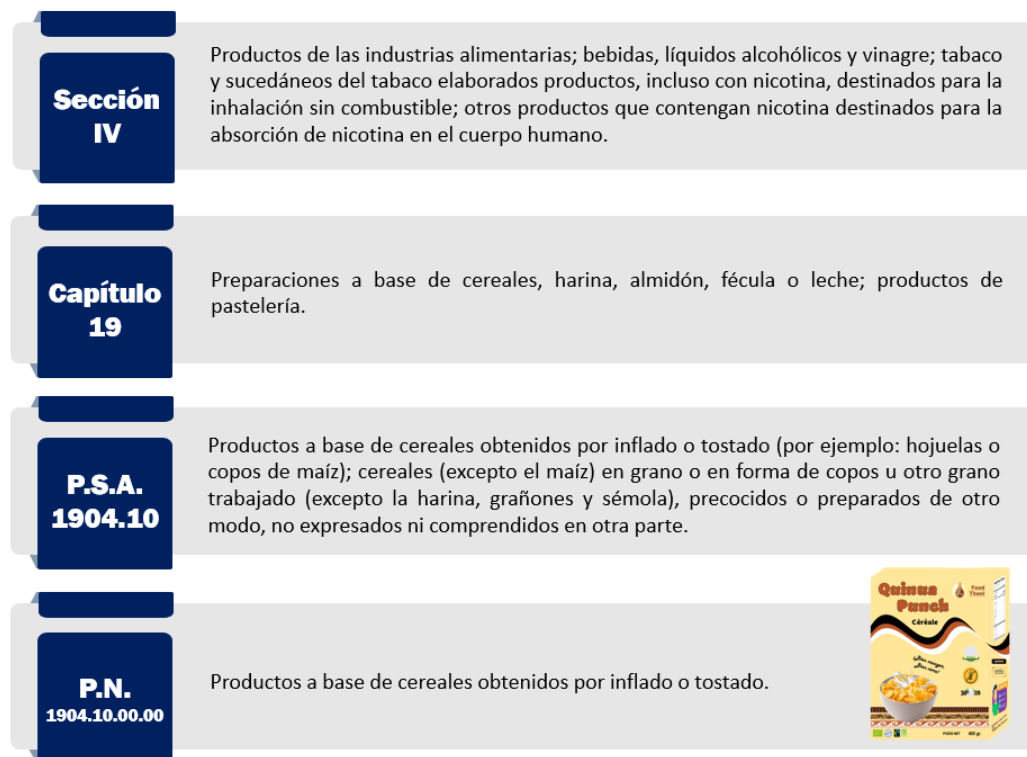 Sección
IV
Productos de las industrias alimentarias; bebidas, líquidos alcohólicos y vinagre; tabaco
y sucedáneos del tabaco elaborados productos, incluso con nicotina, destinados para la
inhalación sin combustible; otros productos que contengan nicotina destinados para la
absorción de nicotina en el cuerpo humano.
Capítulo
19
Preparaciones a base de cereales, harina, almidón, fécula o leche; productos de
pastelería.
P.S.A.
1904.10
Productos a base de cereales obtenidos por inflado o tostado (por ejemplo: hojuelas o
copos de maíz); cereales (excepto el maíz) en grano o en forma de copos u otro grano
trabajado (excepto la harina, grañones y sémola), precocidos o preparados de otro
modo, no expresados ni comprendidos en otra parte.
P.N.
1904.10.00.00
Productos a base de cereales obtenidos por inflado o tostado.
Quinua
Punch
Céréale
Food